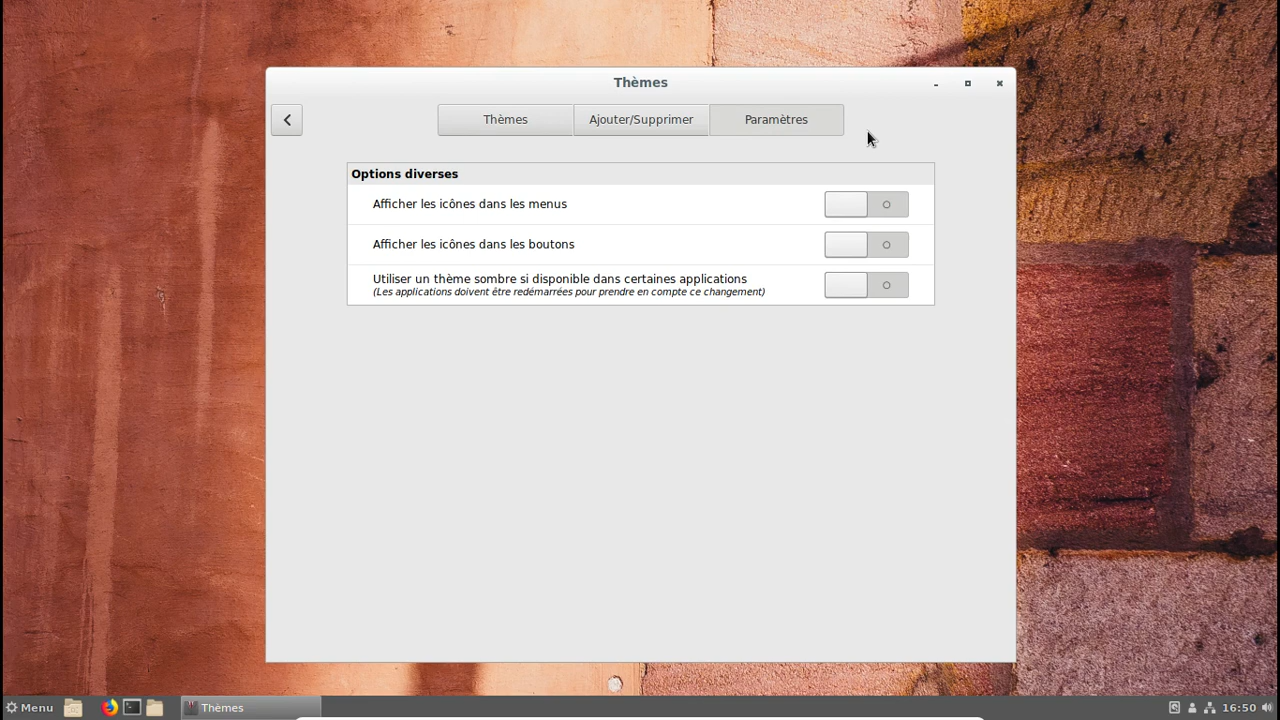 Thèmes
Thèmes
Ajouter/Supprimer
Paramètres
Options diverses
Afficher les icônes dans les menus
Afficher les icônes dans les boutons
Utiliser un thème sombre si disponible dans certaines applications
(Les applications doivent être redémarrées pour prendre en compte ce changement)
Menu
Thèmes
16:50